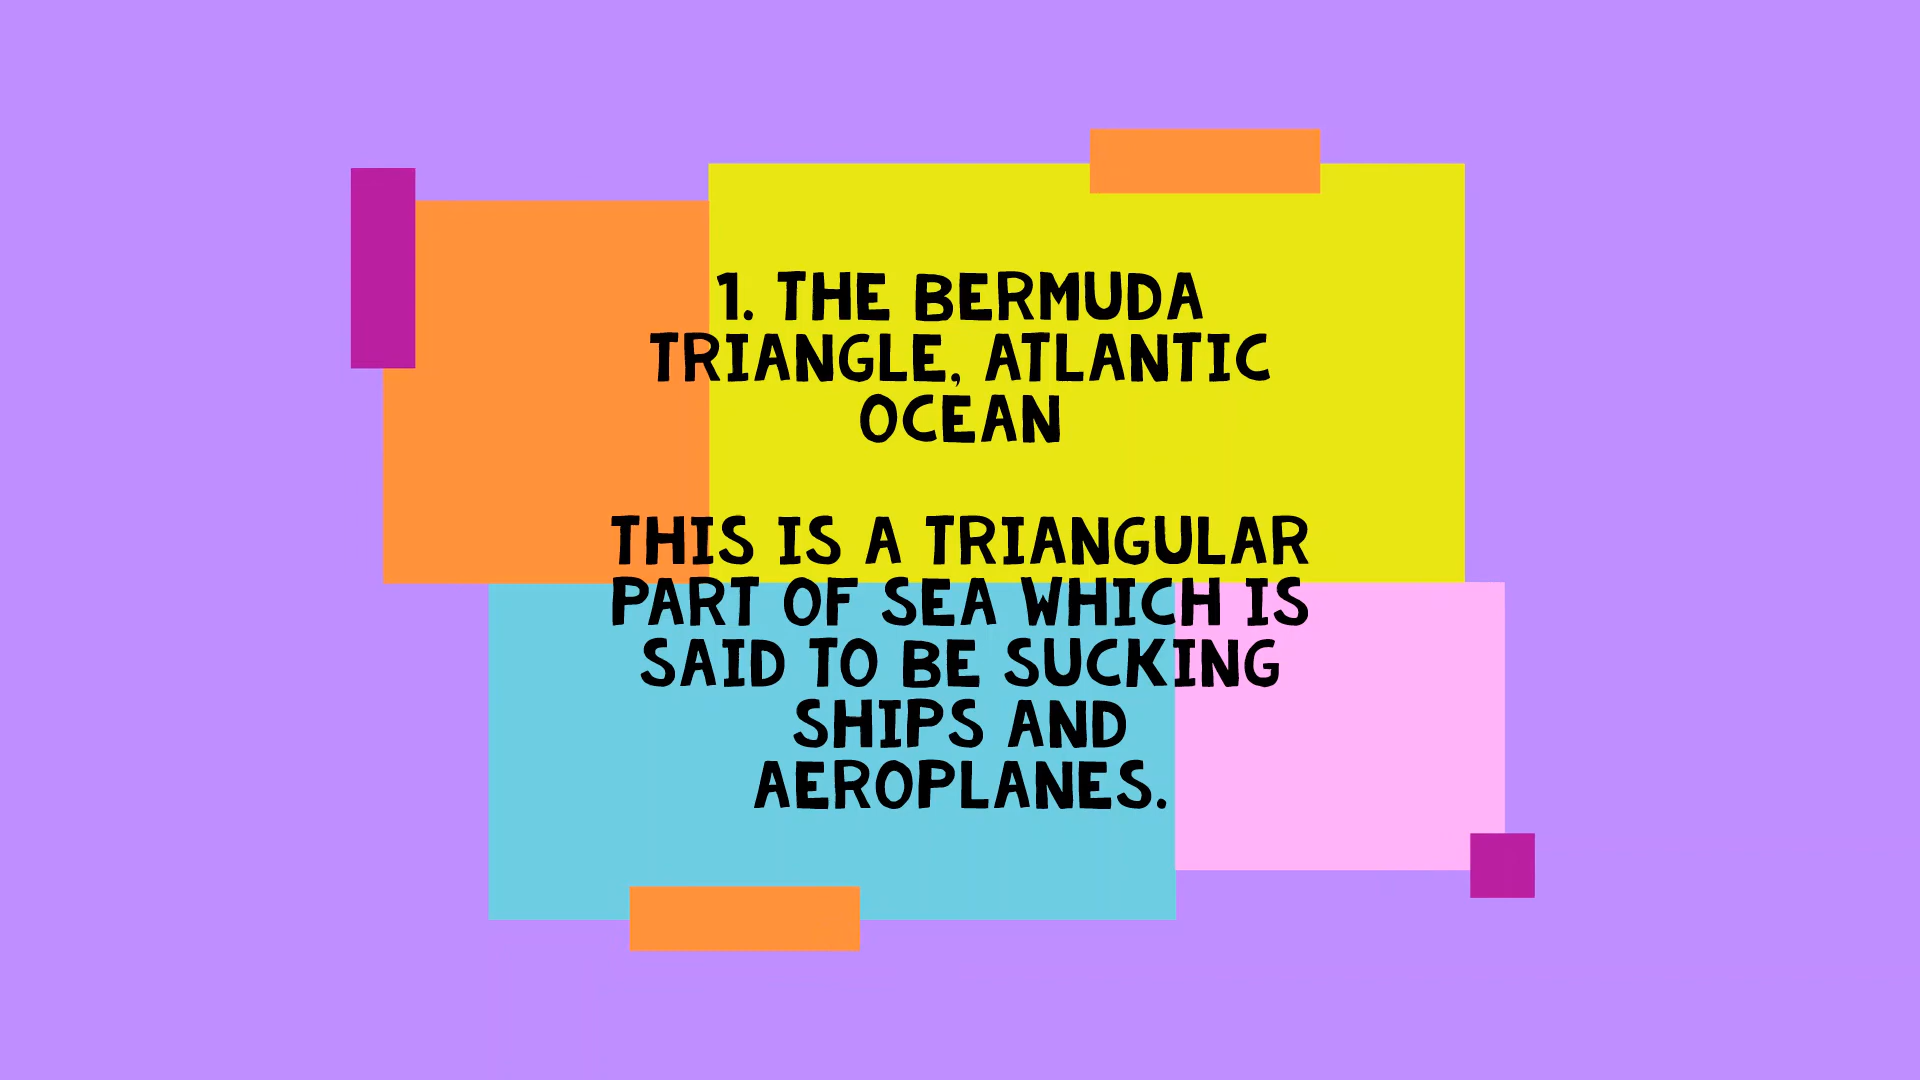 1. THE BERMUDA
TRIANGLE, ATLANTIC
OCEAN
THIS IS A TRIANGULAR
PART OF SEA WHICH IS
SAID TO BE SUCKING
SHIPS AND
AEROPLANES.